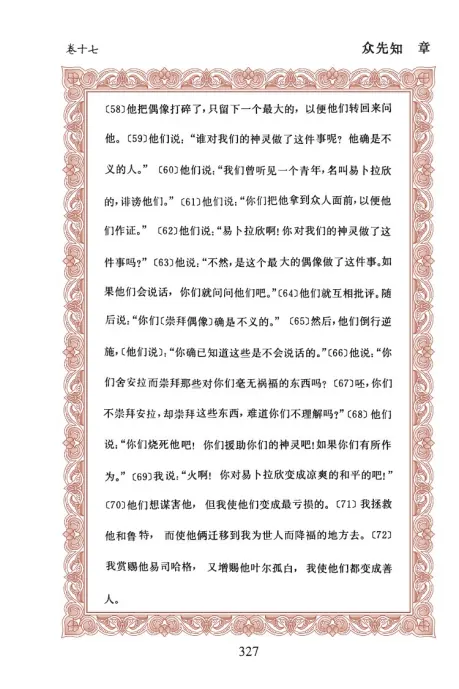 卷十七
众先知 章
〔58〕他把偶像打碎了，只留下一个最大的，以便他们转回来问
他。〔59〕他们说：“谁对我们的神灵做了这件事呢？他确是不
义的人。”〔60〕他们说：“我们曾听见一个青年，名叫易卜拉欣
的，诽谤他们。”〔61〕他们说：“你们把他拿到众人面前，以便他
们作证。”〔62〕他们说：“易卜拉欣啊！你对我们的神灵做了这
件事吗？”〔63〕他说：“不然，是这个最大的偶像做了这件事。如
果他们会说话，你们就问问他们吧。”〔64〕他们就互相批评。随
后说：“你们〔崇拜偶像〕确是不义的。”〔65〕然后，他们倒行逆
施，〔他们说〕：“你确已知道这些是不会说话的。”〔66〕他说：“你
们舍安拉而崇拜那些对你们毫无祸福的东西吗？〔67〕呸，你们
不崇拜安拉，却崇拜这些东西，难道你们不理解吗？”〔68〕他们
说：“你们烧死他吧！你们援助你们的神灵吧！如果你们有所作
为。”〔69〕我说：“火啊！你对易卜拉欣变成凉爽的和平的吧！”
〔70〕他们想谋害他，但我使他们变成最亏损的。〔71〕我拯救
他和鲁特，而使他俩迁移到我为世人而降福的地方去。〔72〕
我赏赐他易司哈格，又增赐他叶尔孤白，我使他们都变成善
人。
327